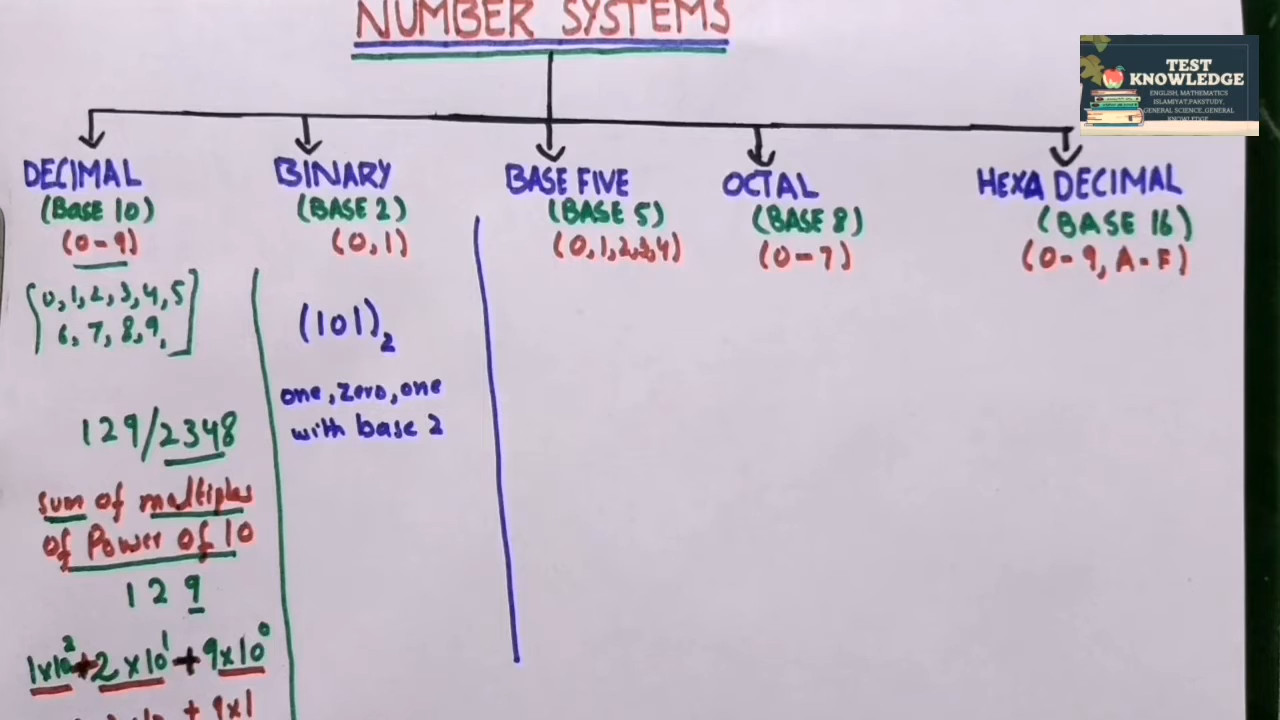 NUMBER SYSTEMS
TEST
KNOWLEDGE
ENGLISH, MATHEMATICS
ISLAMIYAT,PAKSTUDY,
GENERAL SCIENCE, GENERAL
KNOWLEDGE
DECIMAL
(Base 10)
(0-9)
0,1,2,3,4,5
6,7,8,9,
129/2348
sum of multiples
of Power of 10
129
1x10² + 2x10¹ + 9x10⁰
+ 9x1
BINARY
(BASE 2)
(0,1)
(101)₂
one, zero, one
with base 2
BASE FIVE
(BASE 5)
(0,1,2,3,4)
OCTAL
(BASE 8)
(0-7)
HEXA DECIMAL
(BASE 16)
(0-9, A-F)